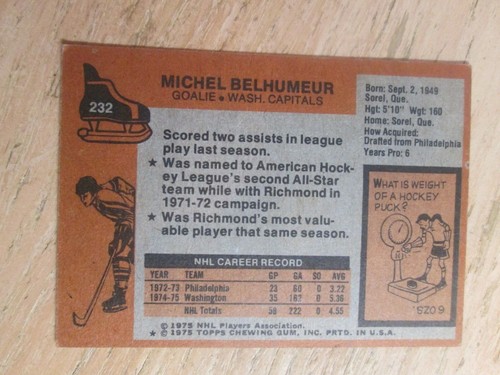 232
MICHEL BELHUMEUR
GOALIE • WASH. CAPITALS
Born: Sept. 2, 1949
Sorel, Que.
Hgt: 5'10" Wgt: 160
Home: Sorel, Que.
How Acquired:
Drafted from Philadelphia
Years Pro: 6
Scored two assists in league
play last season.
★ Was named to American Hock-
ey League's second All-Star
team while with Richmond in
1971-72 campaign.
★ Was Richmond's most valu-
able player that same season.
WHAT IS WEIGHT
OF A HOCKEY
PUCK?
6 OZS.
NHL CAREER RECORD
YEAR TEAM GP GA SO AVG
1972-73 Philadelphia 23 60 0 3.22
1974-75 Washington 35 162 0 5.36
NHL Totals 58 222 0 4.55
© 1975 NHL Players Association.
★ © 1975 TOPPS CHEWING GUM, INC. PRTD. IN U.S.A.